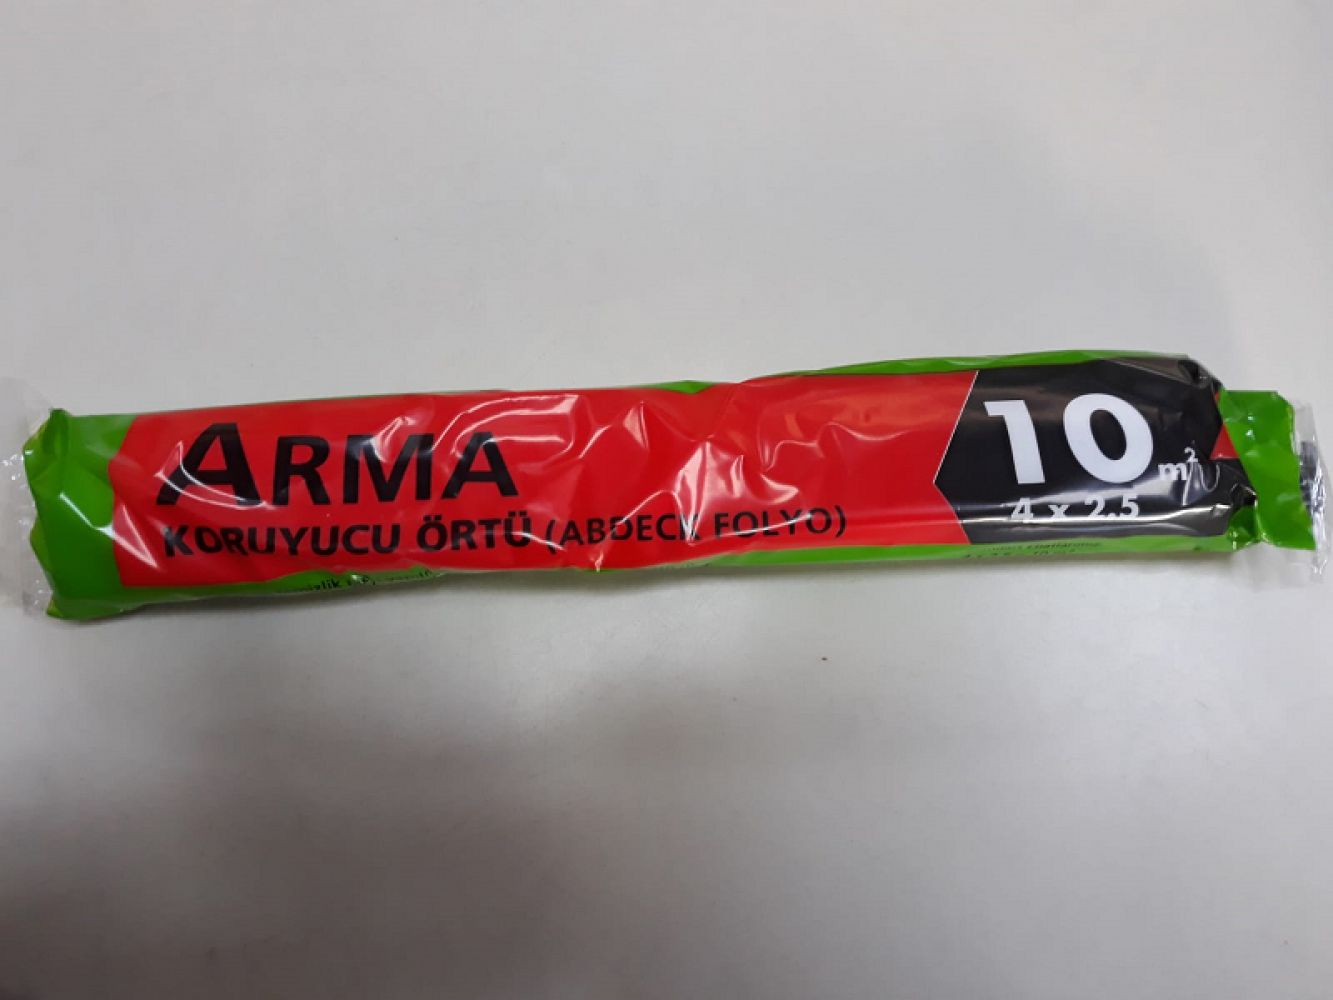 ARMA
KORUYUCU ÖRTÜ (ABDECK FOLYO)
10 m²
4 x 2.5